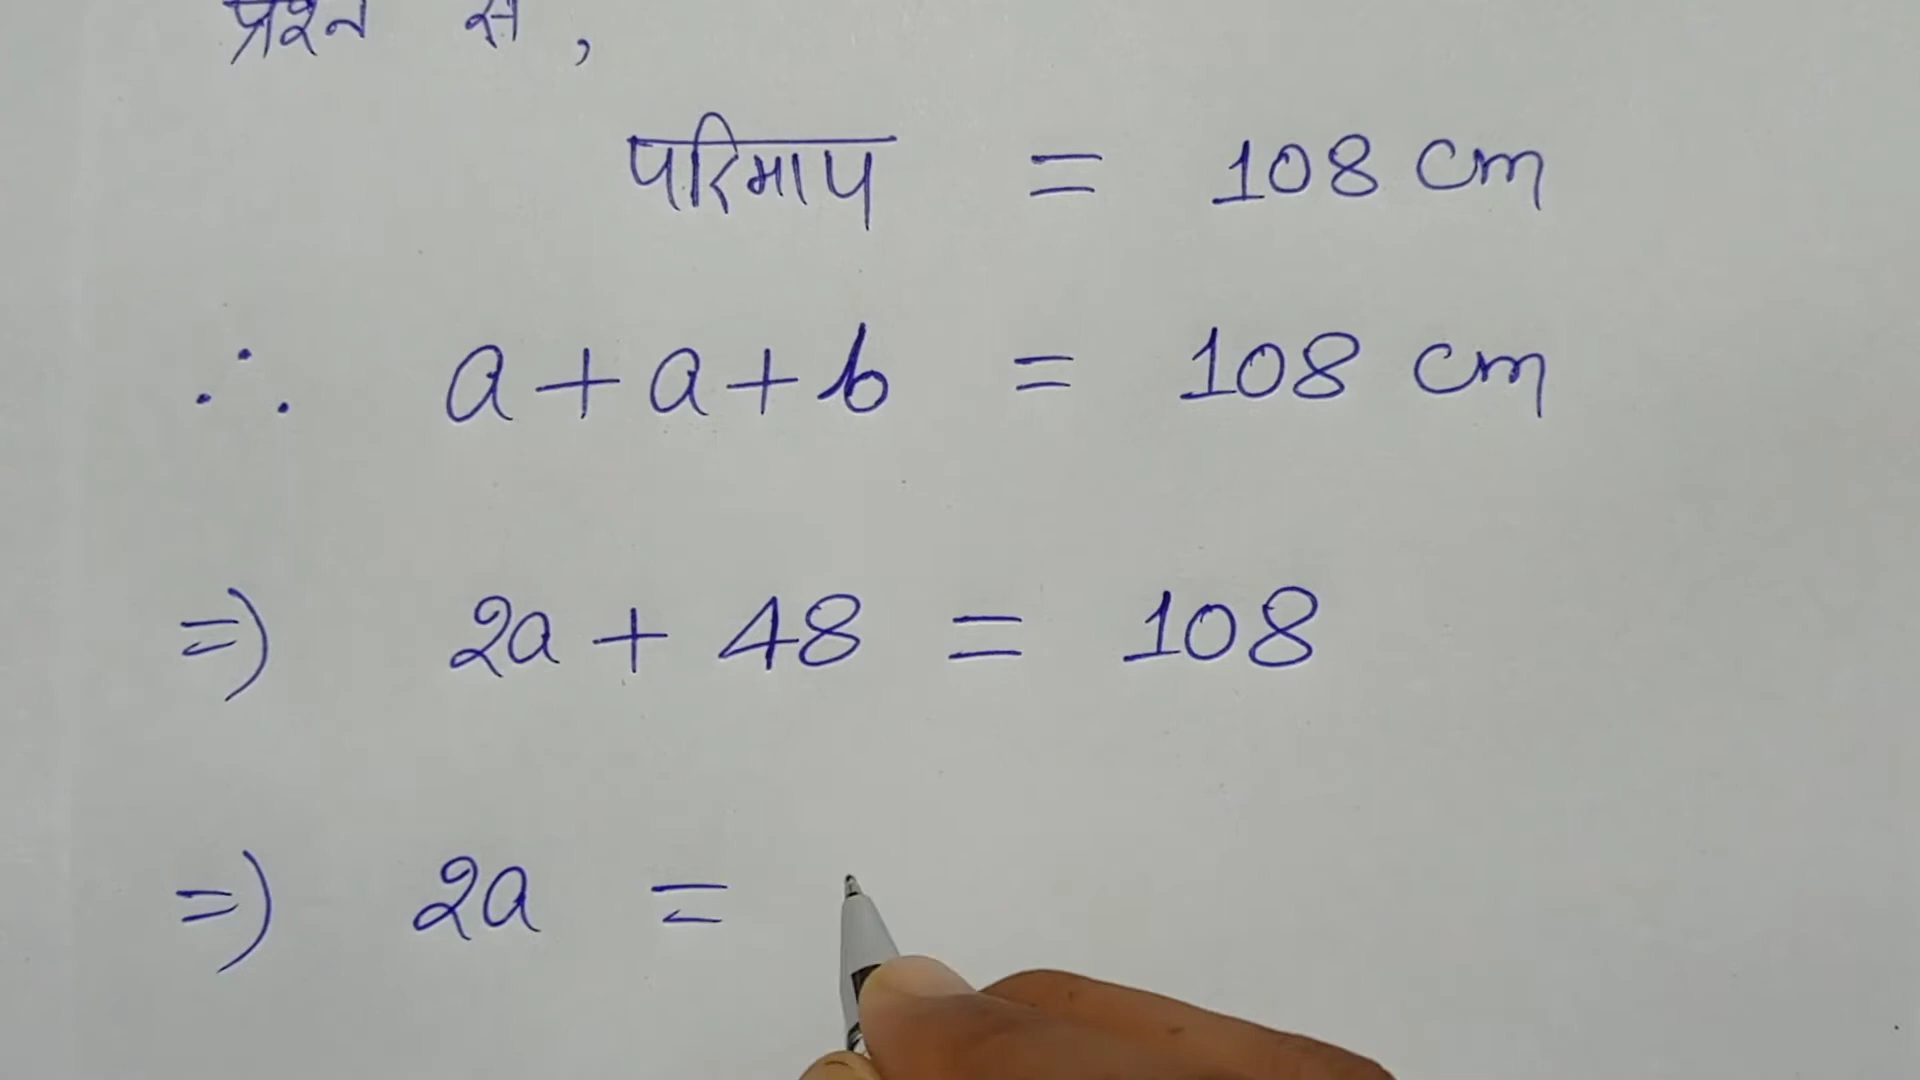 प्रश्न से,
परिमाप = 108 cm
∴ a + a + b = 108 cm
⇒ 2a + 48 = 108
⇒ 2a =